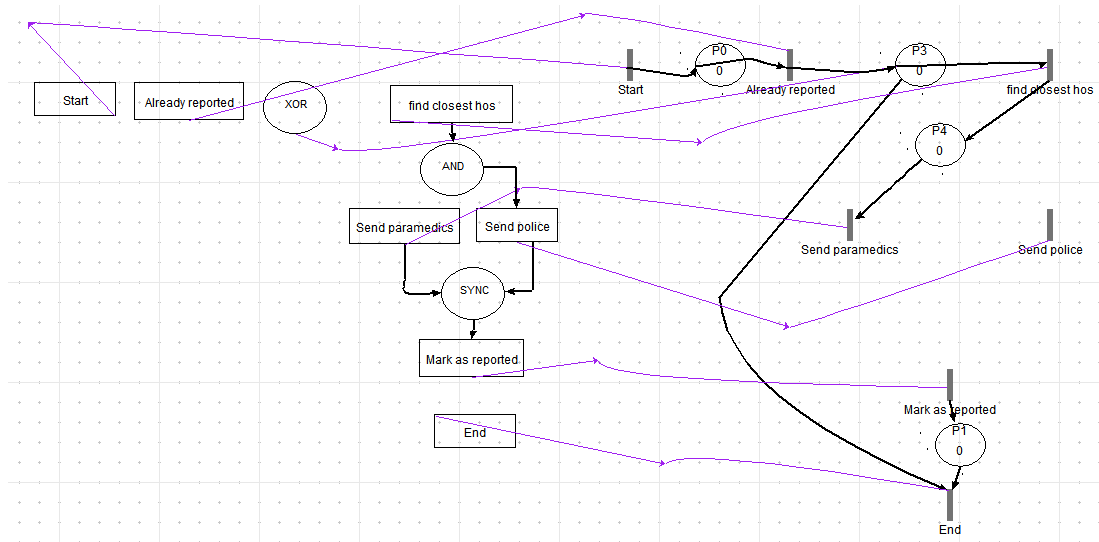 Start
Already reported
XOR
find closest hos
AND
Send paramedics
Send police
SYNC
Mark as reported
End
P0
0
P3
0
Start
Already reported
find closest hos
P4
0
Send paramedics
Send police
Mark as reported
P1
0
End